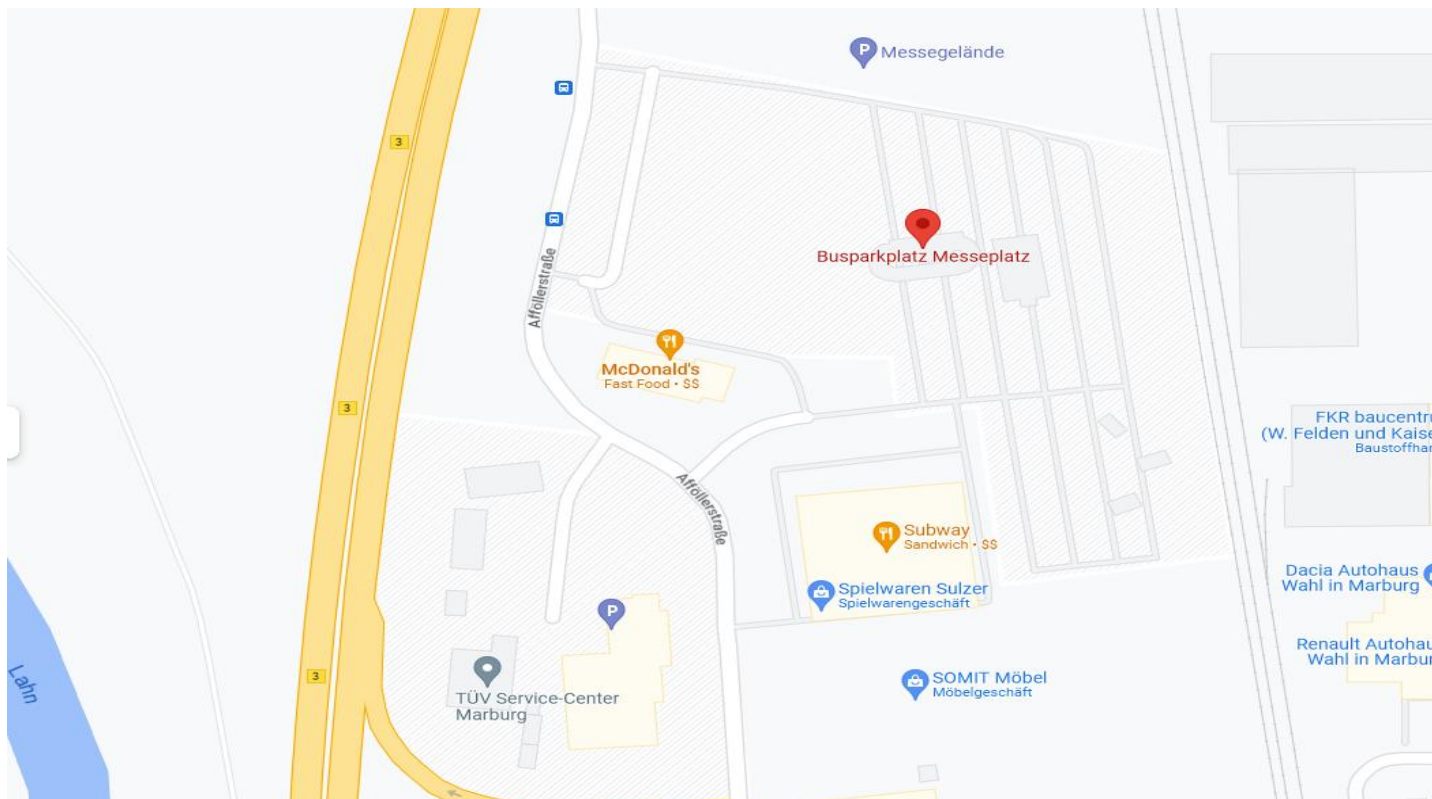 P Messegelände
3
Busparkplatz Messeplatz
Afföllerstraße
McDonald's
Fast Food • $$
3
FKR baucentru
(W. Felden und Kaise
Baustoffhan
Afföllerstraße
Subway
Sandwich • $$
Dacia Autohaus
Wahl in Marburg
Spielwaren Sulzer
Spielwarengeschäft
P
Renault Autohau
Wahl in Marbur
3
Lahn
SOMIT Möbel
Möbelgeschäft
TÜV Service-Center
Marburg